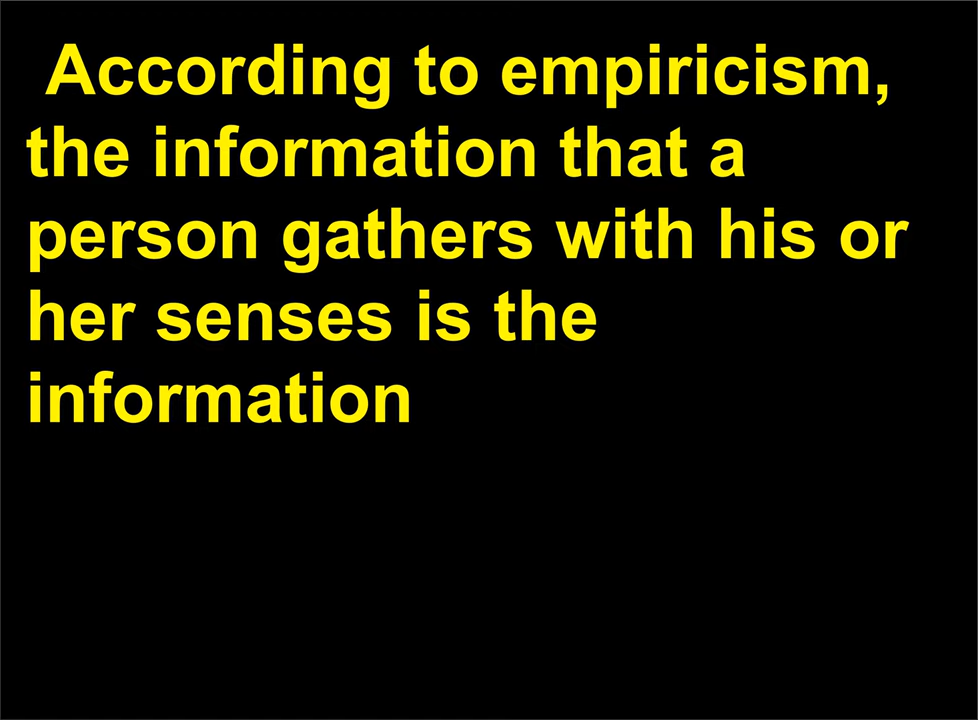 According to empiricism,
the information that a
person gathers with his or
her senses is the
information